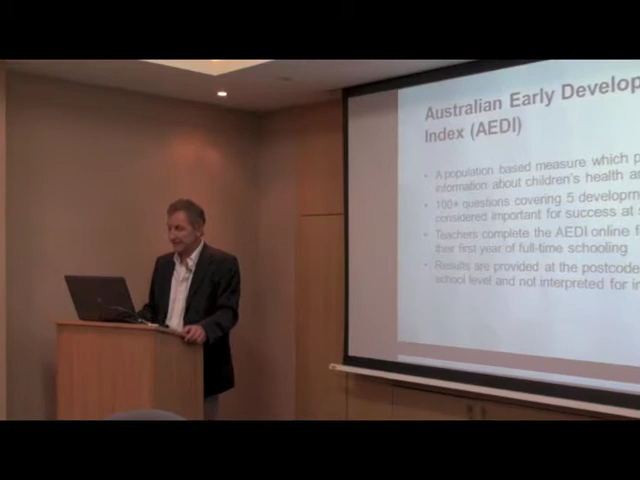 Australian Early Develop
Index (AEDI)
• A population based measure which p
information about children's health a
• 100+ questions covering 5 developm
considered important for success at s
• Teachers complete the AEDI online f
their first year of full-time schooling
• Results are provided at the postcode
school level and not interpreted for i